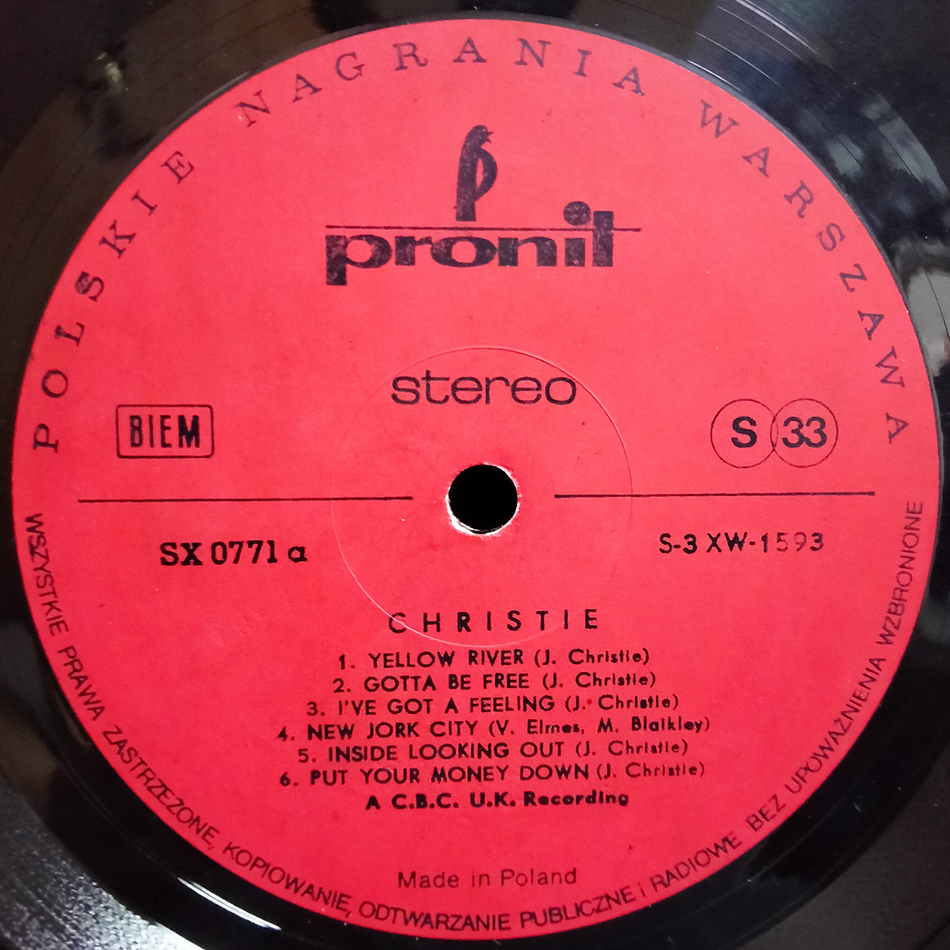 POLSKIE NAGRANIA WARSZAWA
pronit
stereo
BIEM
S 33
SX 0771 a
S-3 XW-1593
CHRISTIE
1. YELLOW RIVER (J. Christie)
2. GOTTA BE FREE (J. Christie)
3. I'VE GOT A FEELING (J. Christie)
4. NEW JORK CITY (V. Elmes, M. Blaikley)
5. INSIDE LOOKING OUT (J. Christie)
6. PUT YOUR MONEY DOWN (J. Christie)
A C.B.C. U.K. Recording
Made in Poland
WSZYSTKIE PRAWA ZASTRZEŻONE, KOPIOWANIE, ODTWARZANIE PUBLICZNE i RADIOWE BEZ UPOWAŻNIENIA WZBRONIONE